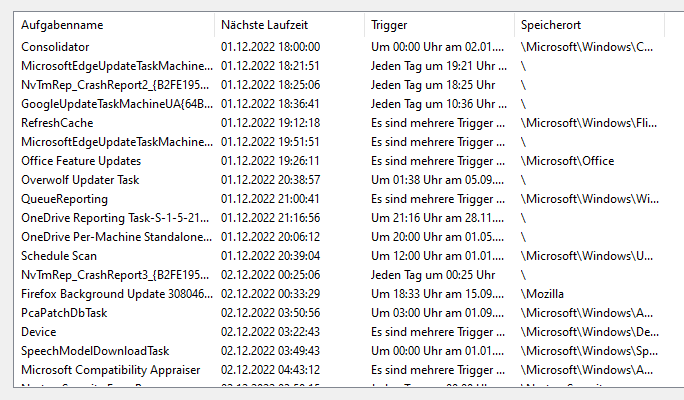 Aufgabenname Nächste Laufzeit Trigger Speicherort
Consolidator 01.12.2022 18:00:00 Um 00:00 Uhr am 02.01.... \Microsoft\Windows\C...
MicrosoftEdgeUpdateTaskMachine... 01.12.2022 18:21:51 Jeden Tag um 19:21 Uhr ... \
NvTmRep_CrashReport2_{B2FE195... 01.12.2022 18:25:06 Jeden Tag um 18:25 Uhr \
GoogleUpdateTaskMachineUA{64B... 01.12.2022 18:36:41 Jeden Tag um 10:36 Uhr ... \
RefreshCache 01.12.2022 19:12:18 Es sind mehrere Trigger ... \Microsoft\Windows\Fli...
MicrosoftEdgeUpdateTaskMachine... 01.12.2022 19:51:51 Es sind mehrere Trigger ... \
Office Feature Updates 01.12.2022 19:26:11 Es sind mehrere Trigger ... \Microsoft\Office
Overwolf Updater Task 01.12.2022 20:38:57 Um 01:38 Uhr am 05.09.... \
QueueReporting 01.12.2022 21:00:41 Es sind mehrere Trigger ... \Microsoft\Windows\Wi...
OneDrive Reporting Task-S-1-5-21... 01.12.2022 21:16:56 Um 21:16 Uhr am 28.11.... \
OneDrive Per-Machine Standalone... 01.12.2022 20:06:12 Um 20:00 Uhr am 01.05.... \
Schedule Scan 01.12.2022 20:39:04 Um 12:00 Uhr am 01.01.... \Microsoft\Windows\U...
NvTmRep_CrashReport3_{B2FE195... 02.12.2022 00:25:06 Jeden Tag um 00:25 Uhr \
Firefox Background Update 308046... 02.12.2022 00:33:29 Um 18:33 Uhr am 15.09.... \Mozilla
PcaPatchDbTask 02.12.2022 03:50:56 Um 03:00 Uhr am 01.09.... \Microsoft\Windows\A...
Device 02.12.2022 03:22:43 Es sind mehrere Trigger ... \Microsoft\Windows\De...
SpeechModelDownloadTask 02.12.2022 03:49:43 Um 00:00 Uhr am 01.01.... \Microsoft\Windows\Sp...
Microsoft Compatibility Appraiser 02.12.2022 04:43:12 Es sind mehrere Trigger ... \Microsoft\Windows\A...